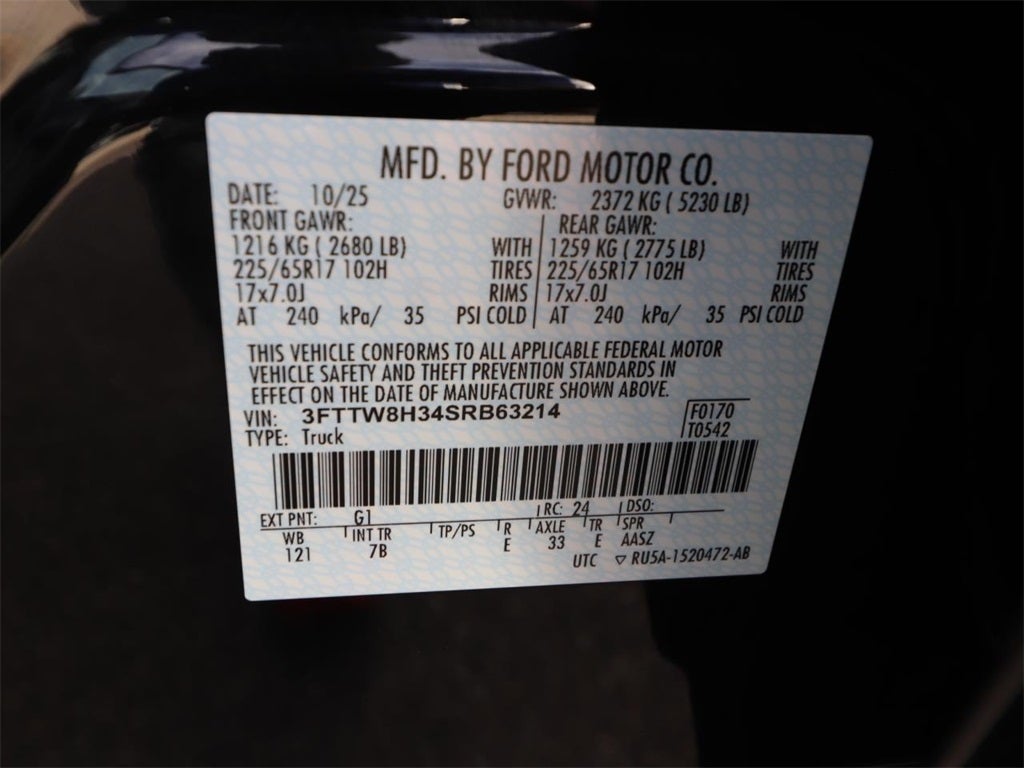 MFD. BY FORD MOTOR CO.
DATE: 10/25 GVWR: 2372 KG ( 5230 LB)
FRONT GAWR: REAR GAWR:
1216 KG ( 2680 LB) WITH 1259 KG ( 2775 LB) WITH
225/65R17 102H TIRES 225/65R17 102H TIRES
17x7.0J RIMS 17x7.0J RIMS
AT 240 kPa/ 35 PSI COLD AT 240 kPa/ 35 PSI COLD
THIS VEHICLE CONFORMS TO ALL APPLICABLE FEDERAL MOTOR
VEHICLE SAFETY AND THEFT PREVENTION STANDARDS IN
EFFECT ON THE DATE OF MANUFACTURE SHOWN ABOVE.
VIN: 3FTTW8H34SRB63214 F0170
TYPE: Truck T0542
EXT PNT: G1 RC: 24 DSO:
WB INT TR TP/PS R AXLE TR SPR
121 7B E 33 E AASZ
UTC ▽ RU5A-1520472-AB